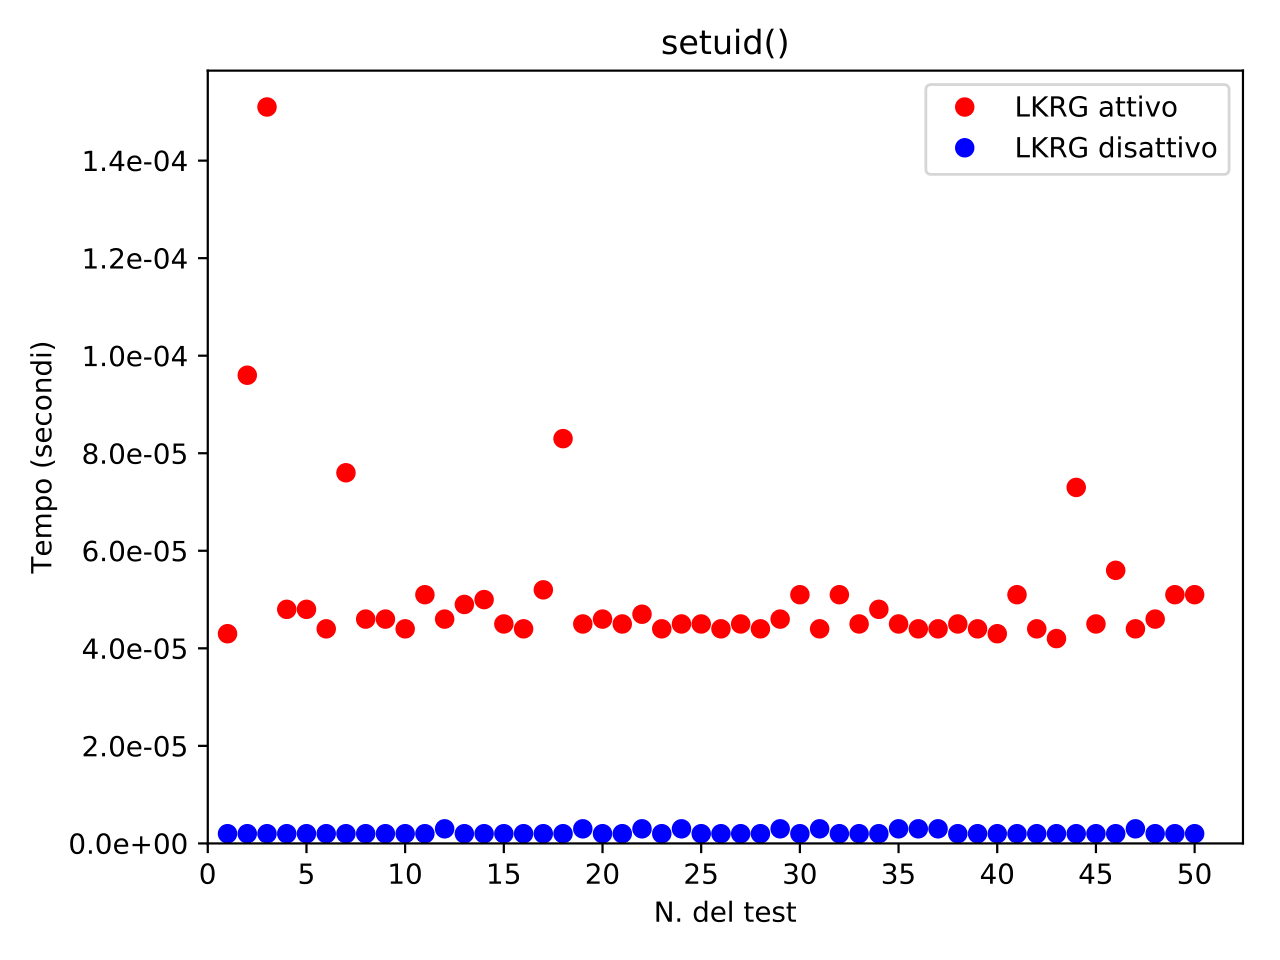 setuid()
LKRG attivo
LKRG disattivo
1.4e-04
1.2e-04
1.0e-04
8.0e-05
6.0e-05
4.0e-05
2.0e-05
0.0e+00
Tempo (secondi)
0 5 10 15 20 25 30 35 40 45 50
N. del test